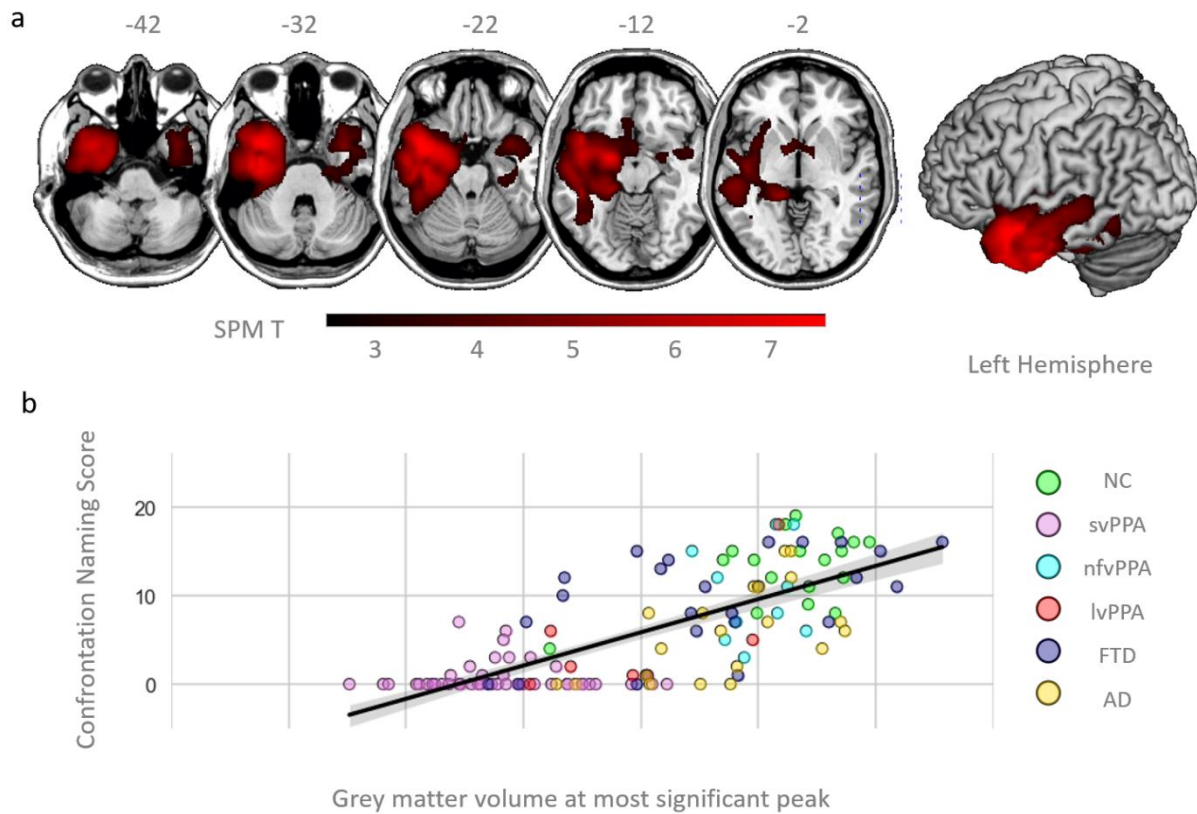 a
-42 -32 -22 -12 -2
SPM T
3 4 5 6 7
Left Hemisphere
b
Confrontation Naming Score
20
10
0
NC
svPPA
nfvPPA
lvPPA
FTD
AD
Grey matter volume at most significant peak